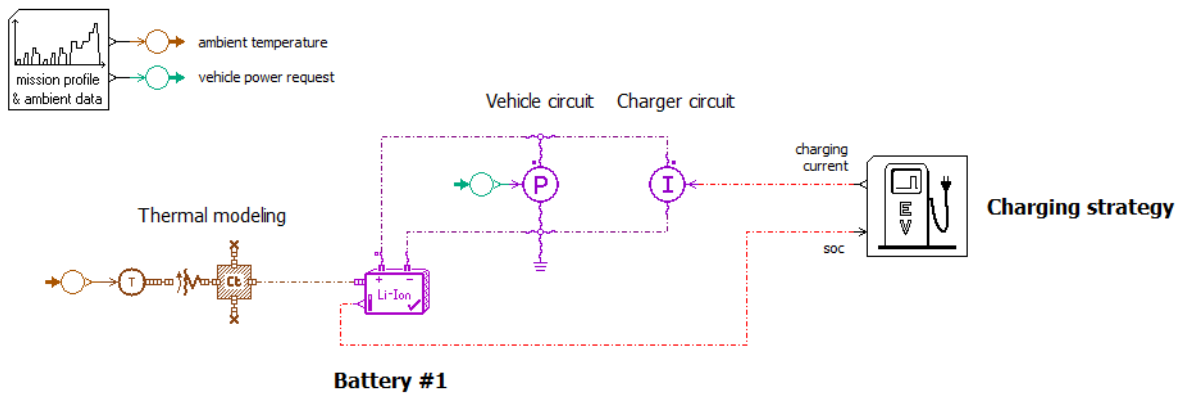 ambient temperature
mission profile
& ambient data
vehicle power request
Vehicle circuit
Charger circuit
charging
current
P
I
E
V
Charging strategy
soc
Thermal modeling
T
Ct
+ -
Li-Ion
Battery #1